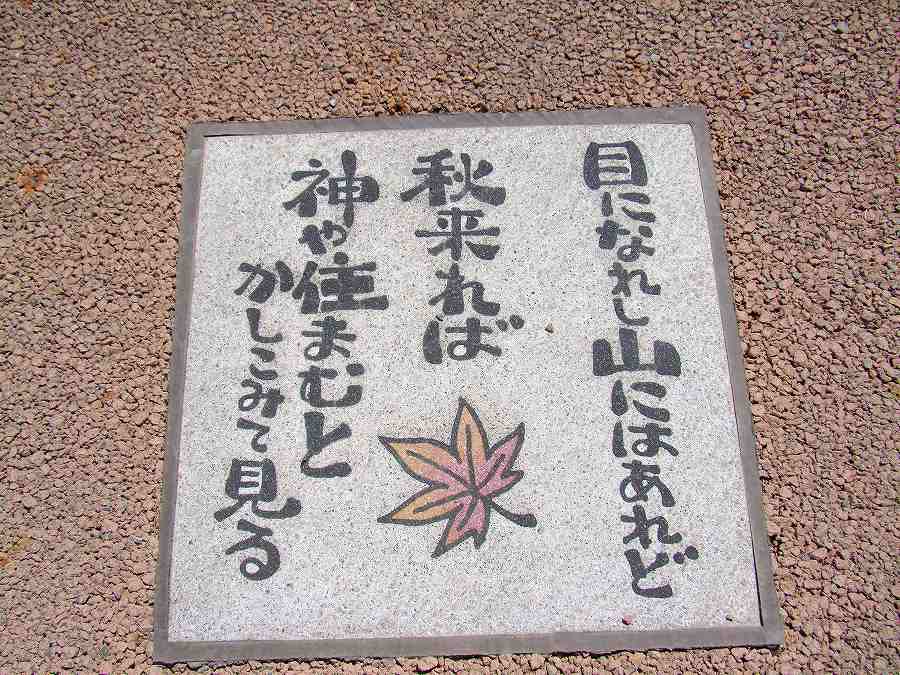 目になれし山にはあれど
秋来れば
神や住まむと
かしこみて見る